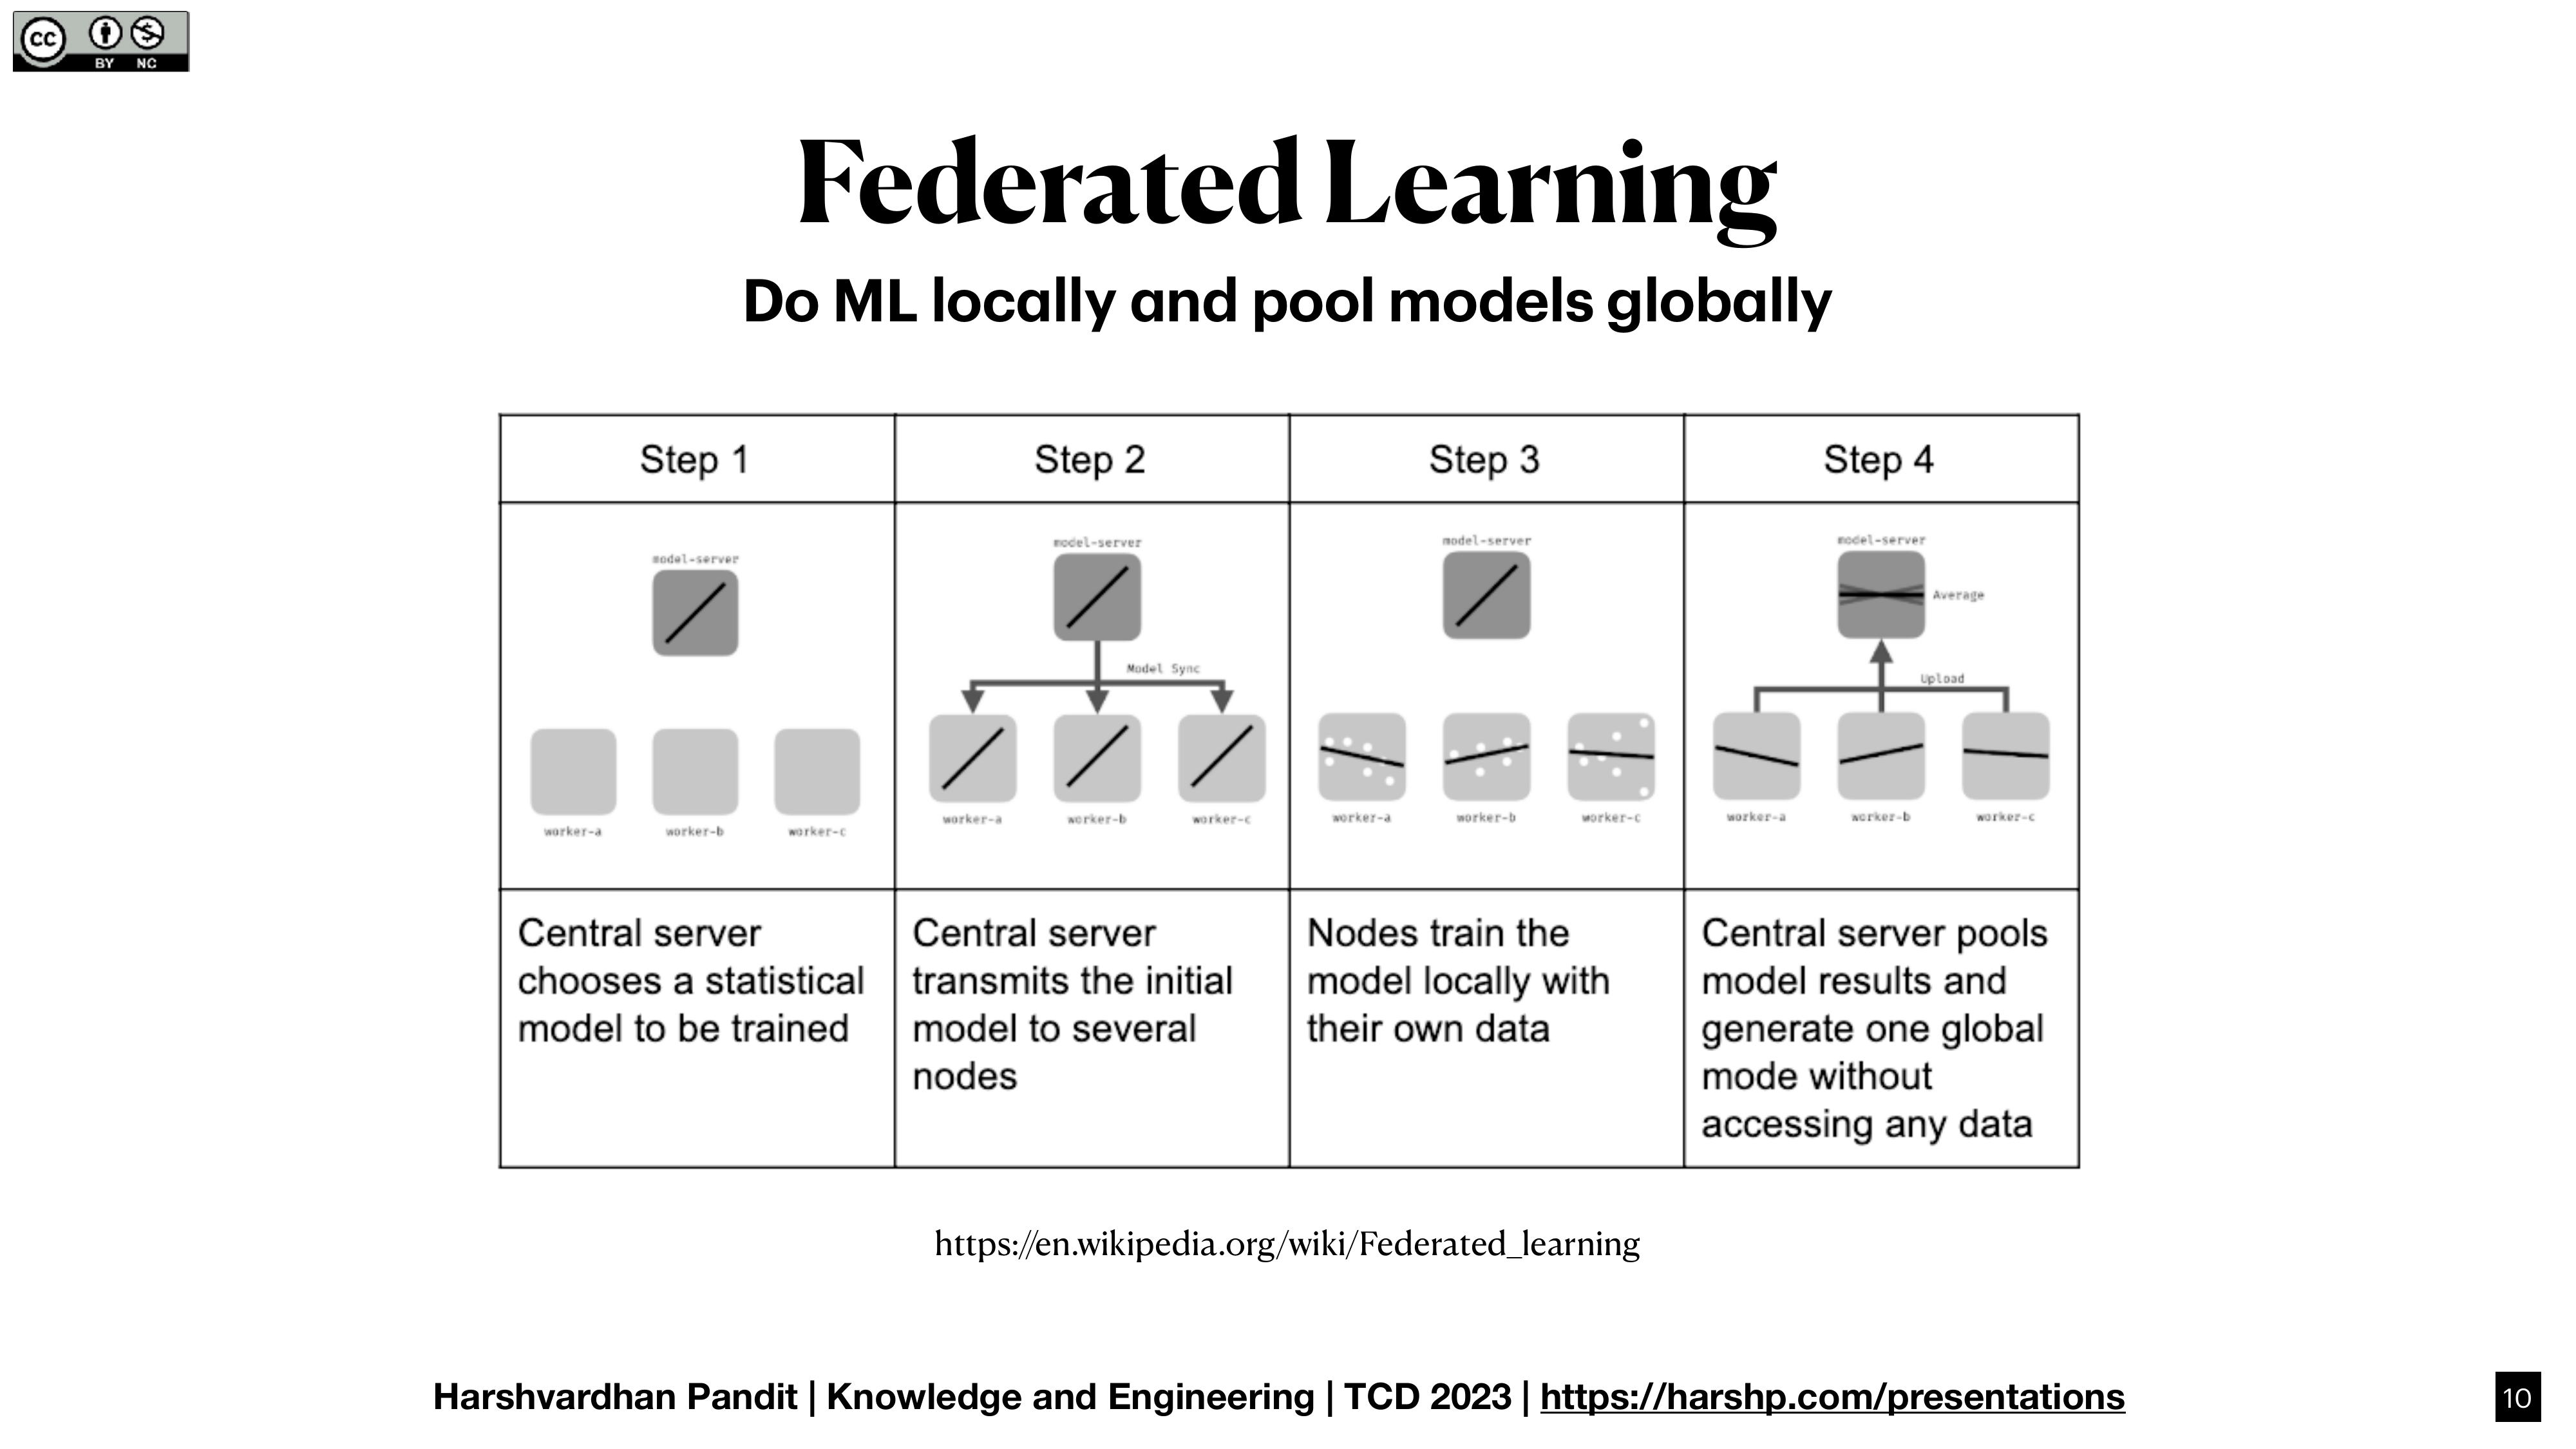 cc
BY NC
Federated Learning
Do ML locally and pool models globally
Step 1
Step 2
Step 3
Step 4
model-server
worker-a worker-b worker-c
model-server
Model Sync
worker-a worker-b worker-c
model-server
worker-a worker-b worker-c
model-server
Average
Upload
worker-a worker-b worker-c
Central server
chooses a statistical
model to be trained
Central server
transmits the initial
model to several
nodes
Nodes train the
model locally with
their own data
Central server pools
model results and
generate one global
mode without
accessing any data
https://en.wikipedia.org/wiki/Federated_learning
Harshvardhan Pandit | Knowledge and Engineering | TCD 2023 | https://harshp.com/presentations
10